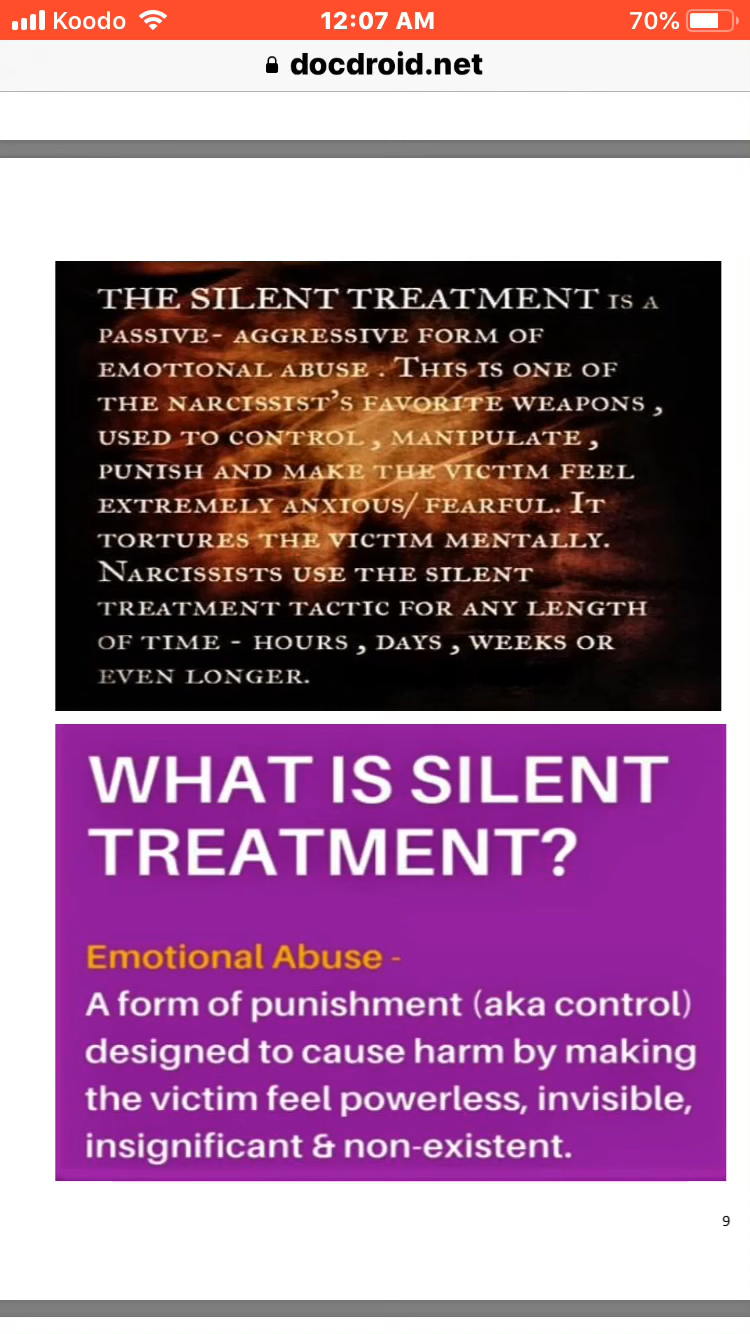 Koodo 12:07 AM 70%
docdroid.net
THE SILENT TREATMENT IS A
PASSIVE- AGGRESSIVE FORM OF
EMOTIONAL ABUSE . THIS IS ONE OF
THE NARCISSIST'S FAVORITE WEAPONS ,
USED TO CONTROL , MANIPULATE ,
PUNISH AND MAKE THE VICTIM FEEL
EXTREMELY ANXIOUS/ FEARFUL. IT
TORTURES THE VICTIM MENTALLY.
NARCISSISTS USE THE SILENT
TREATMENT TACTIC FOR ANY LENGTH
OF TIME - HOURS , DAYS , WEEKS OR
EVEN LONGER.
WHAT IS SILENT
TREATMENT?
Emotional Abuse -
A form of punishment (aka control)
designed to cause harm by making
the victim feel powerless, invisible,
insignificant & non-existent.
9